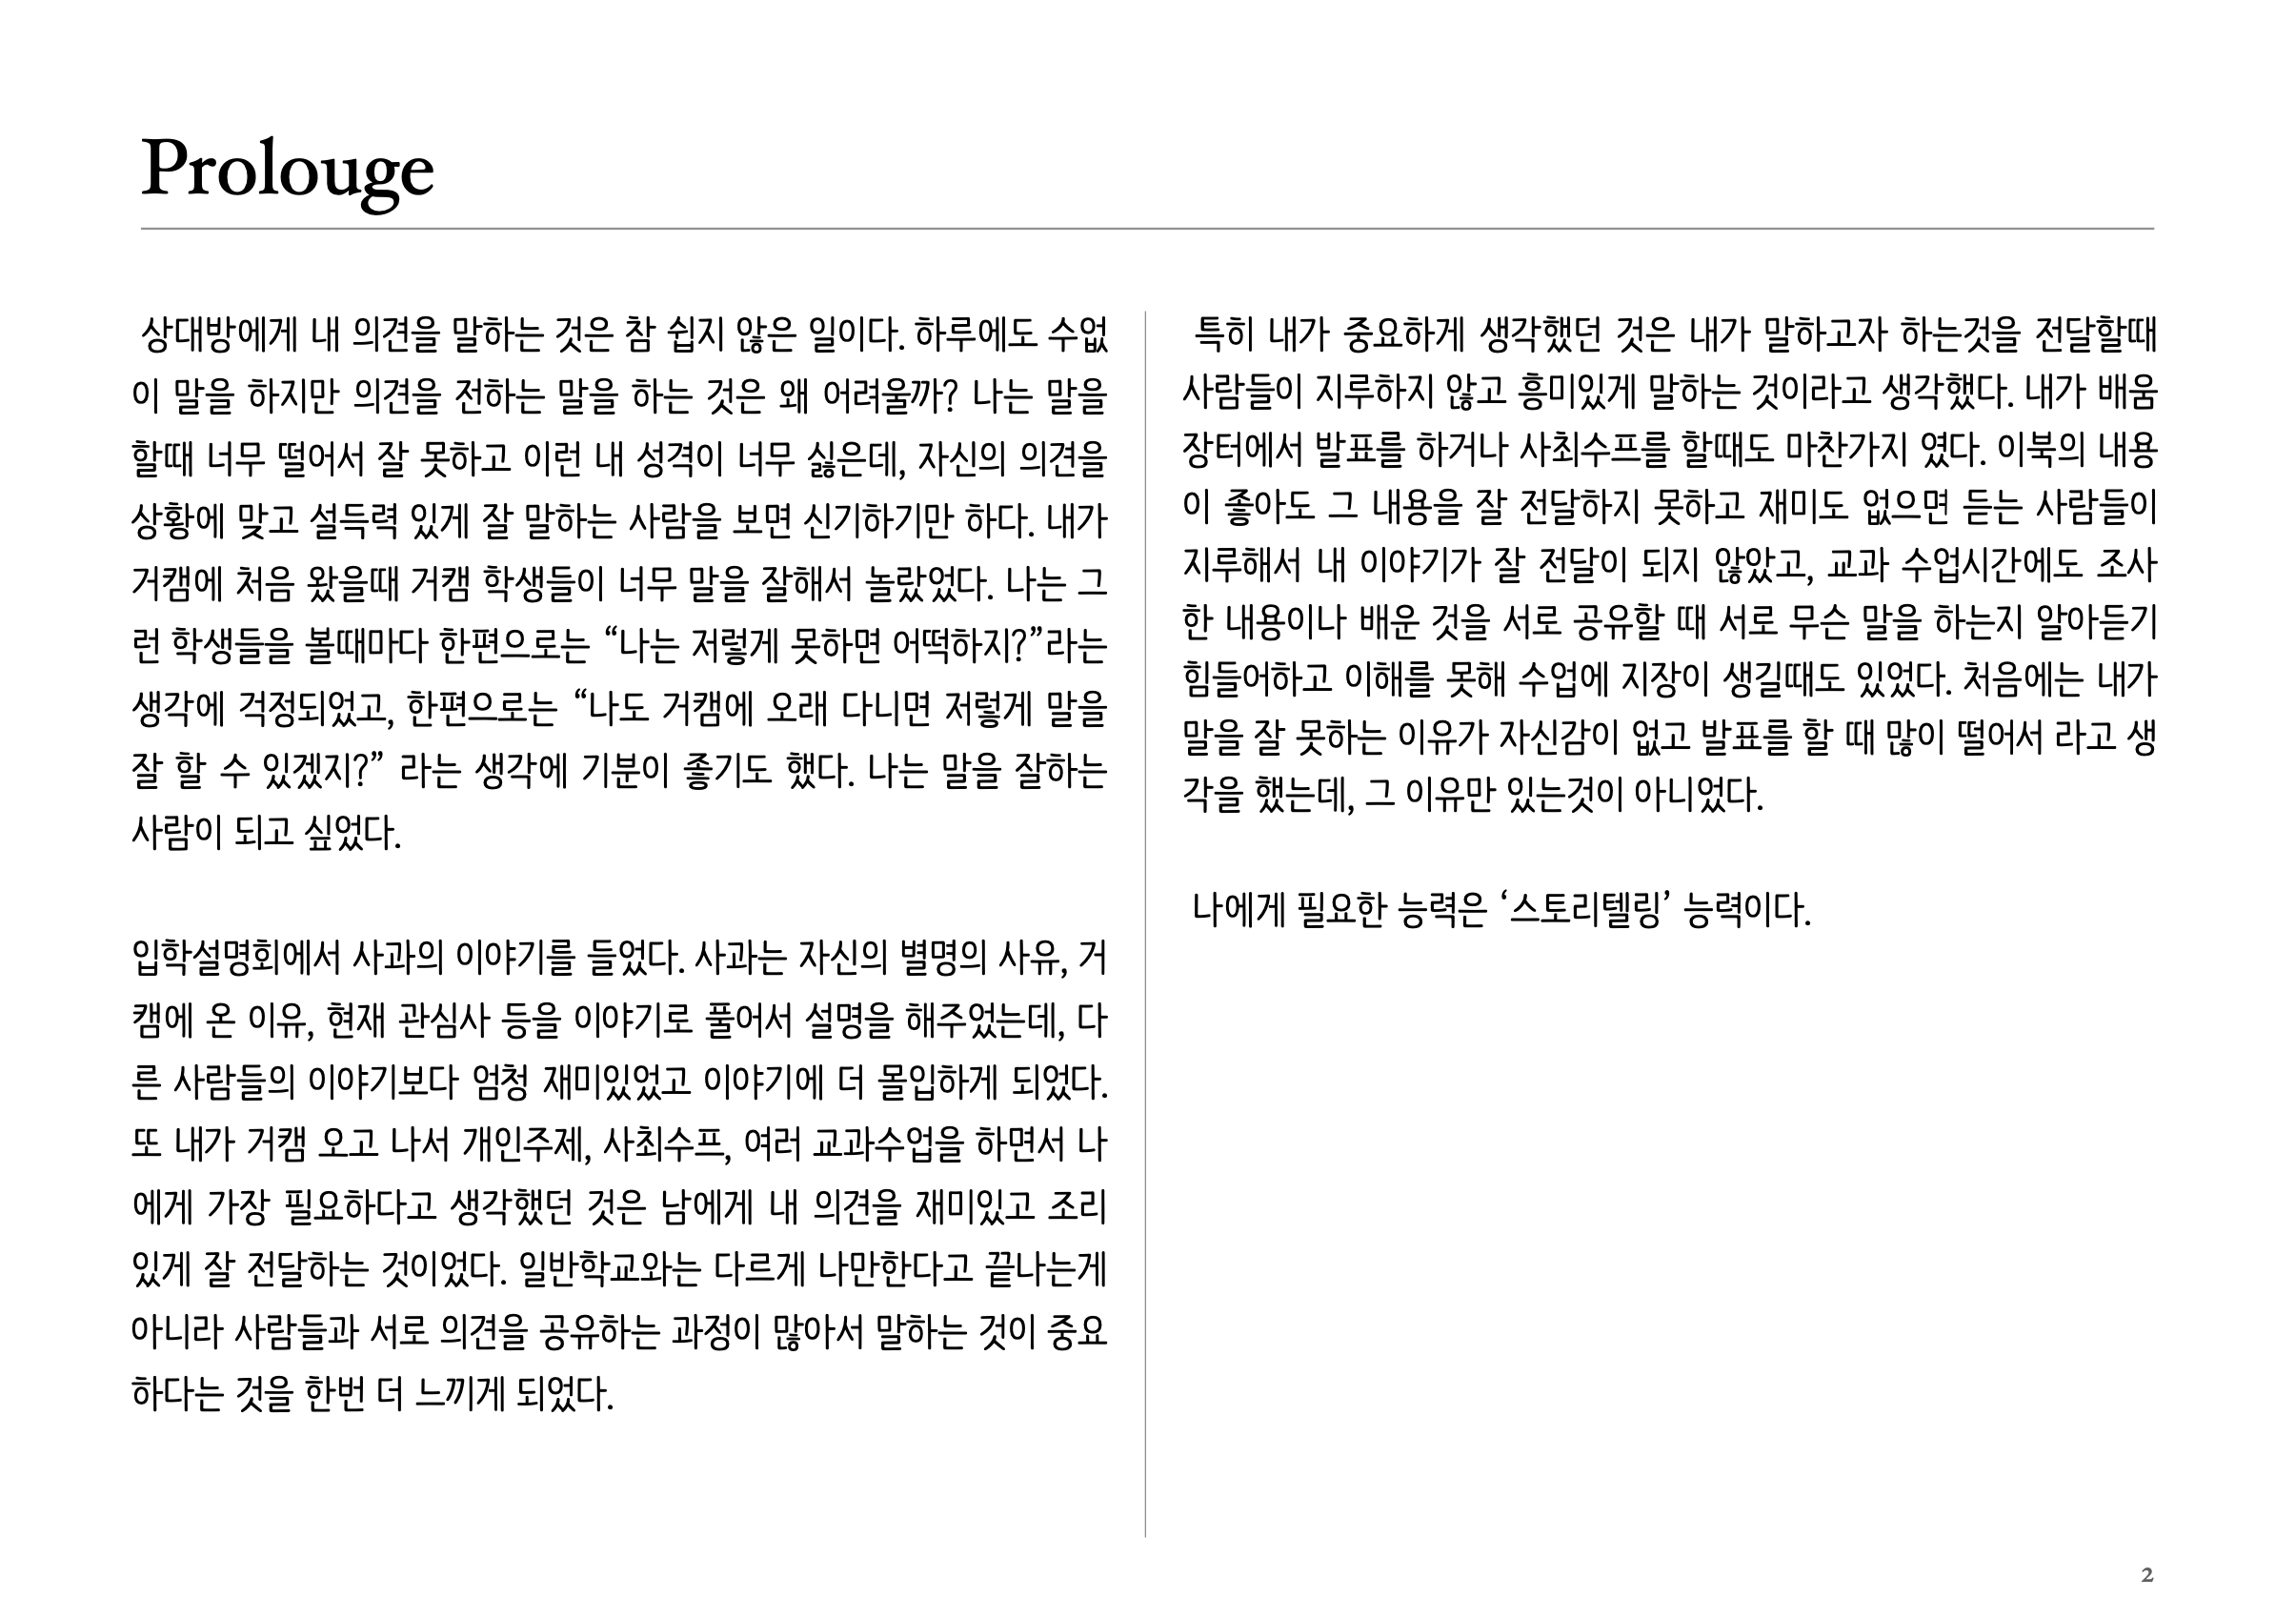 Prolouge
상대방에게 내 의견을 말하는 것은 참 쉽지 않은 일이다. 하루에도 수없
이 말을 하지만 의견을 전하는 말을 하는 것은 왜 어려울까? 나는 말을
할때 너무 떨어서 잘 못하고 이런 내 성격이 너무 싫은데, 자신의 의견을
상황에 맞고 설득력 있게 잘 말하는 사람을 보면 신기하기만 하다. 내가
거캠에 처음 왔을때 거캠 학생들이 너무 말을 잘해서 놀랐었다. 나는 그
런 학생들을 볼때마다 한편으로는 “나는 저렇게 못하면 어떡하지?”라는
생각에 걱정되었고, 한편으로는 “나도 거캠에 오래 다니면 저렇게 말을
잘 할 수 있겠지?” 라는 생각에 기분이 좋기도 했다. 나는 말을 잘하는
사람이 되고 싶었다.
입학설명회에서 사과의 이야기를 들었다. 사과는 자신의 별명의 사유, 거
캠에 온 이유, 현재 관심사 등을 이야기로 풀어서 설명을 해주었는데, 다
른 사람들의 이야기보다 엄청 재미있었고 이야기에 더 몰입하게 되었다.
또 내가 거캠 오고 나서 개인주제, 사최수프, 여러 교과수업을 하면서 나
에게 가장 필요하다고 생각했던 것은 남에게 내 의견을 재미있고 조리
있게 잘 전달하는 것이었다. 일반학교와는 다르게 나만한다고 끝나는게
아니라 사람들과 서로 의견을 공유하는 과정이 많아서 말하는 것이 중요
하다는 것을 한번 더 느끼게 되었다.
특히 내가 중요하게 생각했던 것은 내가 말하고자 하는것을 전달할때
사람들이 지루하지 않고 흥미있게 말하는 것이라고 생각했다. 내가 배움
장터에서 발표를 하거나 사최수프를 할때도 마찬가지 였다. 이북의 내용
이 좋아도 그 내용을 잘 전달하지 못하고 재미도 없으면 듣는 사람들이
지루해서 내 이야기가 잘 전달이 되지 않았고, 교과 수업시간에도 조사
한 내용이나 배운 것을 서로 공유할 때 서로 무슨 말을 하는지 알아듣기
힘들어하고 이해를 못해 수업에 지장이 생길때도 있었다. 처음에는 내가
말을 잘 못하는 이유가 자신감이 없고 발표를 할 때 많이 떨어서 라고 생
각을 했는데, 그 이유만 있는것이 아니었다.
나에게 필요한 능력은 ‘스토리텔링’ 능력이다.
2